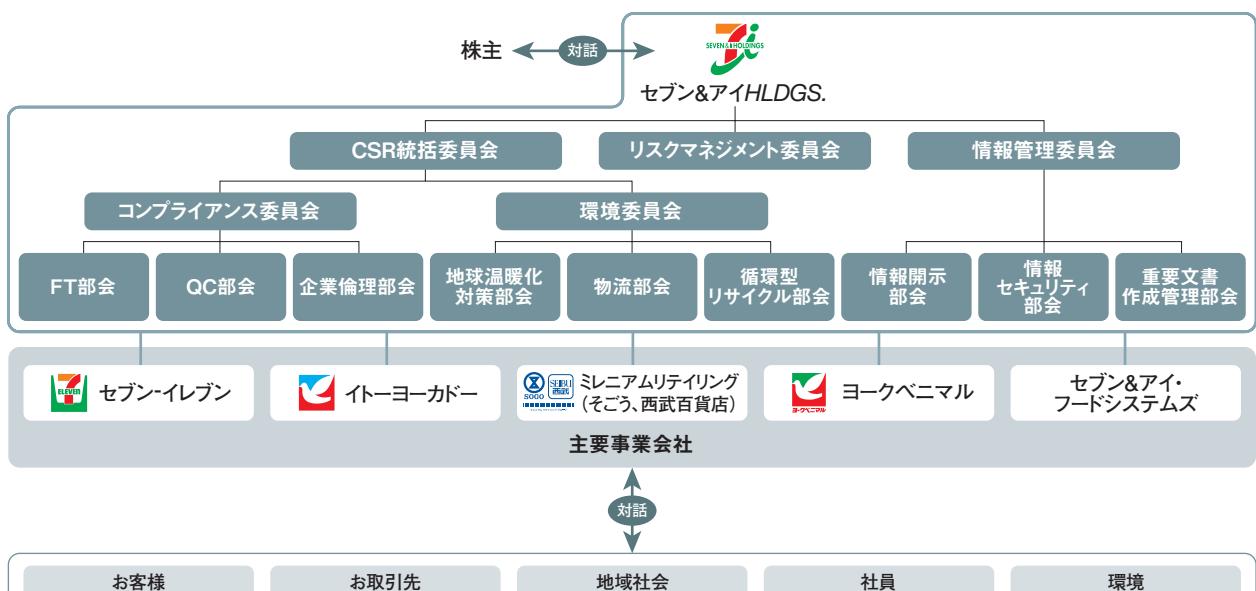 株主
対話
SEVEN & i HOLDINGS
セブン&アイHLDGS.
CSR統括委員会
リスクマネジメント委員会
情報管理委員会
コンプライアンス委員会
環境委員会
FT部会
QC部会
企業倫理部会
地球温暖化
対策部会
物流部会
循環型
リサイクル部会
情報開示
部会
情報
セキュリティ
部会
重要文書
作成管理部会
ELEVEN
セブン-イレブン
イトーヨーカドー
SOGO
SEIBU
西武
ミレニアムリテイリング
(そごう、西武百貨店)
ヨークベニマル
ヨークベニマル
セブン&アイ・
フードシステムズ
主要事業会社
対話
お客様
お取引先
地域社会
社員
環境